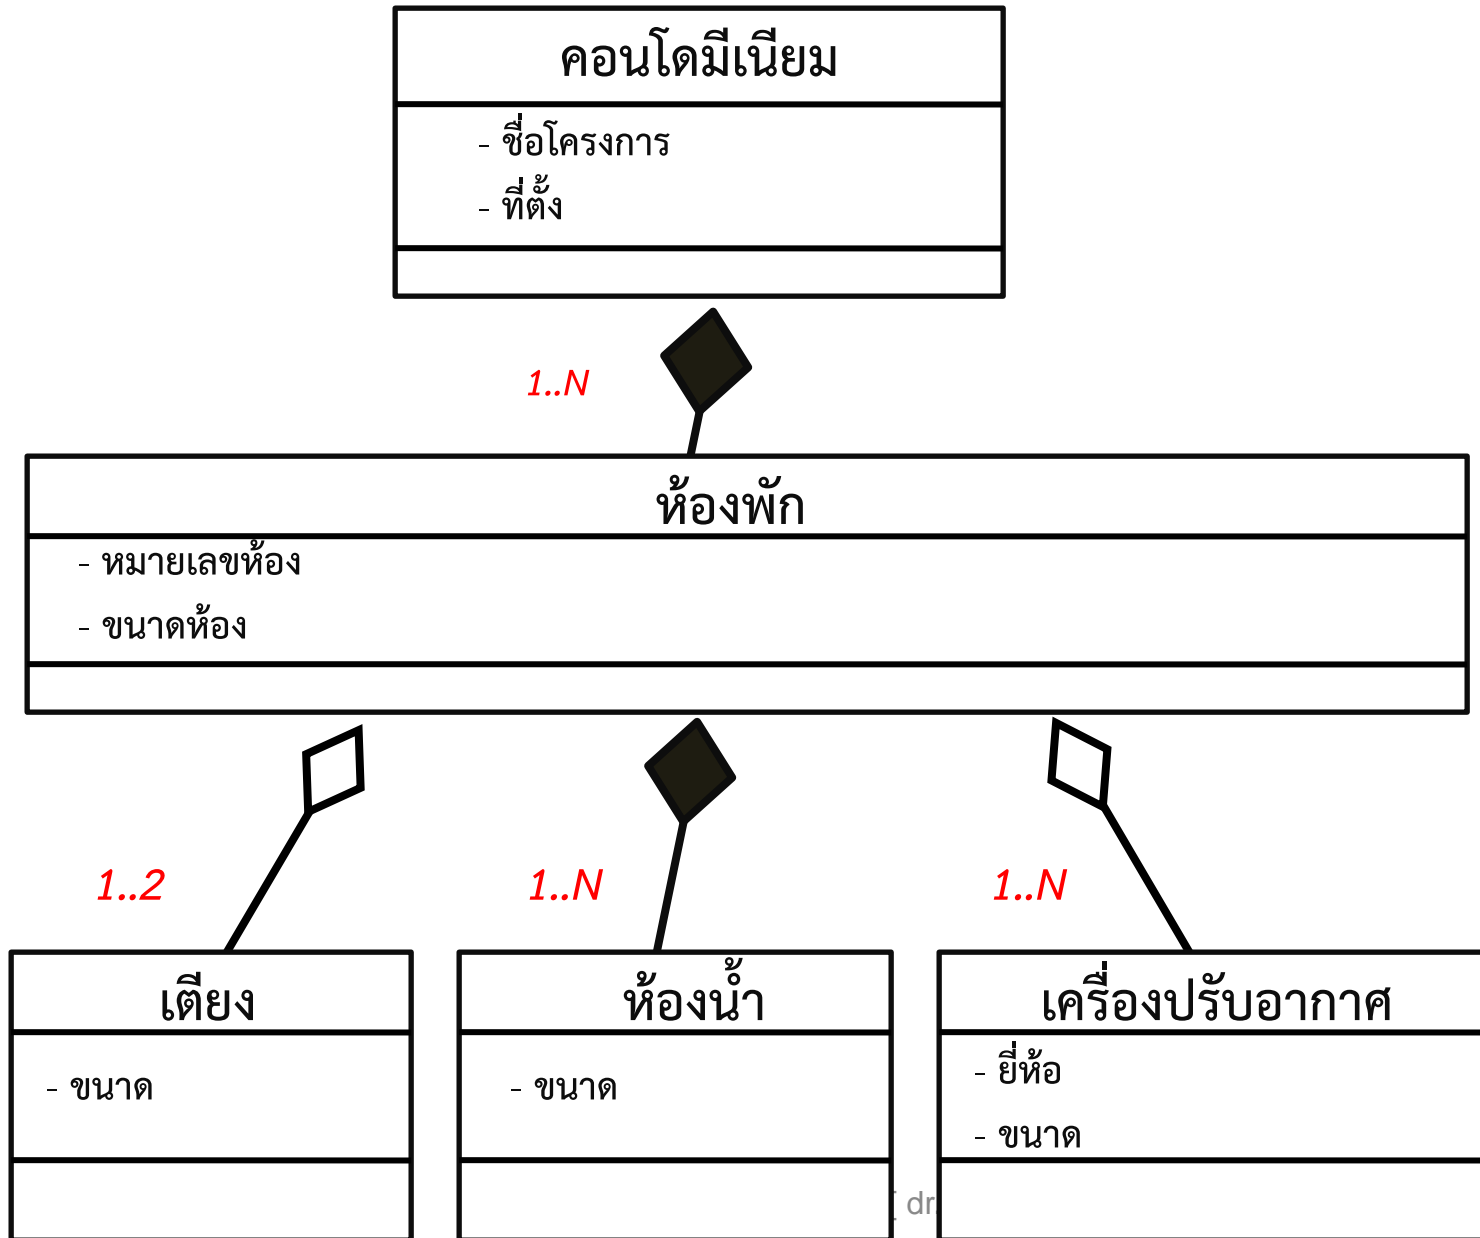 คอนโดมีเนียม
- ชื่อโครงการ
- ที่ตั้ง
1..N
ห้องพัก
- หมายเลขห้อง
- ขนาดห้อง
1..2
1..N
1..N
เตียง
- ขนาด
ห้องน้ำ
- ขนาด
เครื่องปรับอากาศ
- ยี่ห้อ
- ขนาด
[ dr.